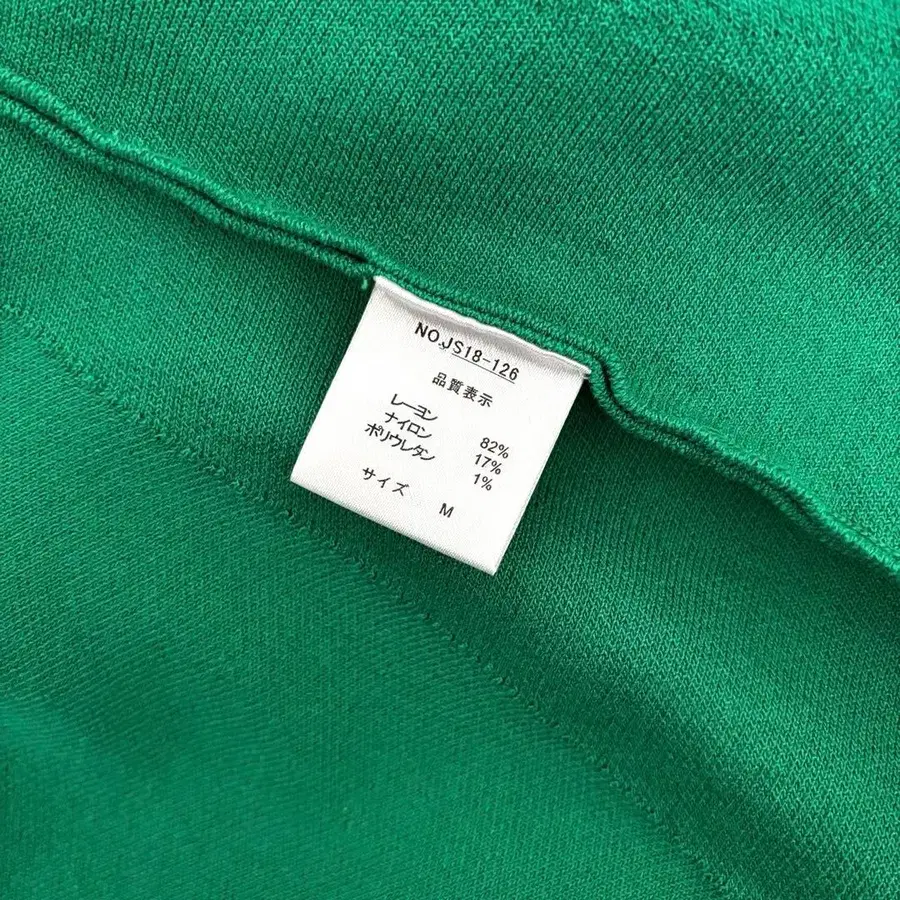 NO.JS18-126
品質表示
レーヨン 82%
ナイロン 17%
ポリウレタン 1%
サイズ M